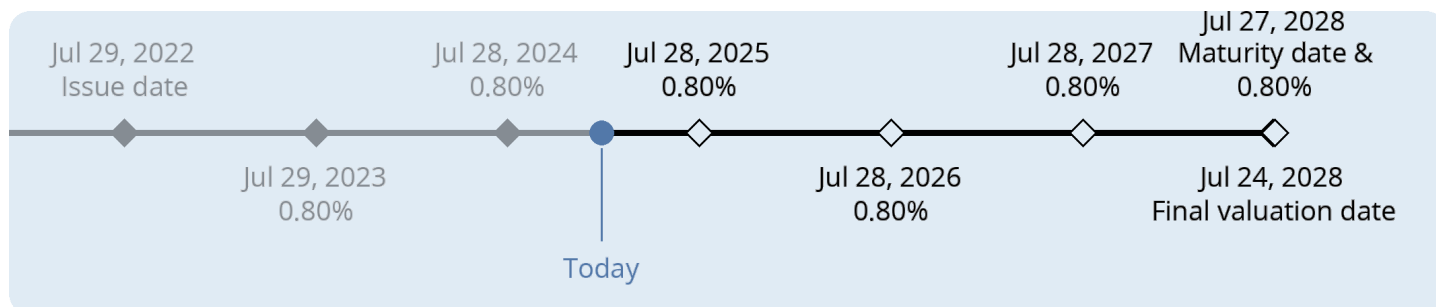 Jul 29, 2022
Issue date
Jul 29, 2023
0.80%
Jul 28, 2024
0.80%
Today
Jul 28, 2025
0.80%
Jul 28, 2026
0.80%
Jul 28, 2027
0.80%
Jul 27, 2028
Maturity date &
0.80%
Jul 24, 2028
Final valuation date